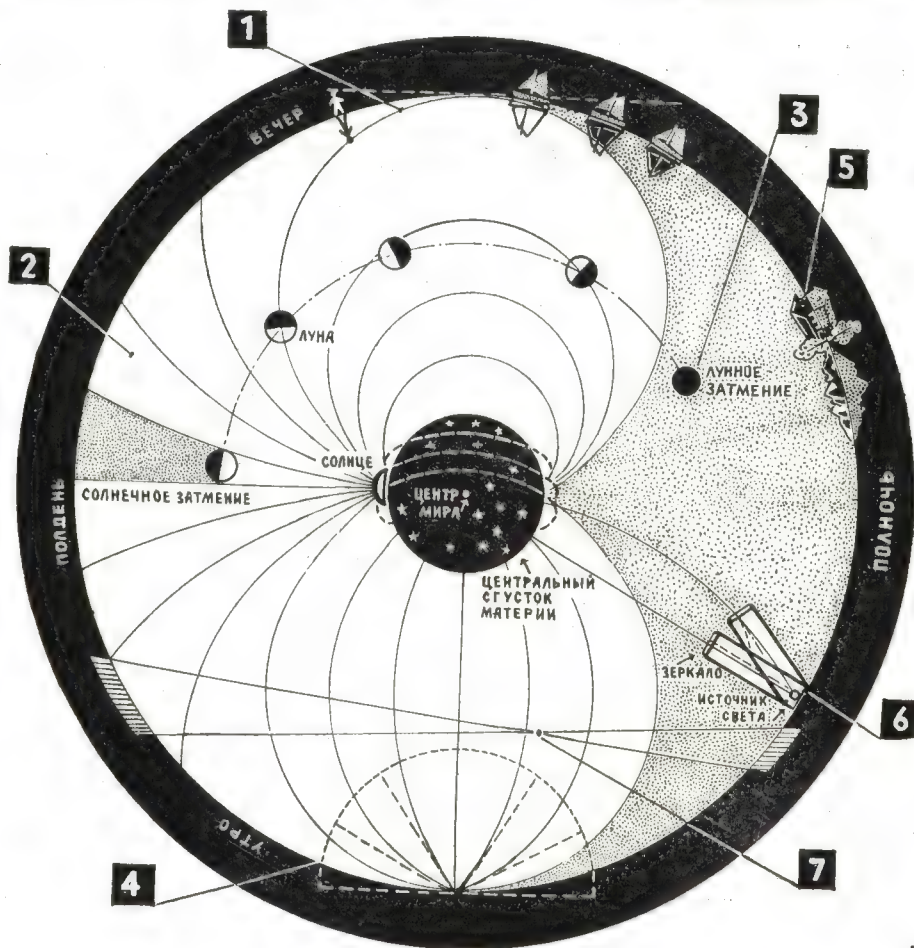 1
ВЕЧЕР
3
5
2
ЛУНА
ЛУННОЕ
ЗАТМЕНИЕ
СОЛНЦЕ
СОЛНЕЧНОЕ ЗАТМЕНИЕ
ЦЕНТР
МИРА
ПОЛДЕНЬ
ПОЛНОЧЬ
ЦЕНТРАЛЬНЫЙ
СГУСТОК
МАТЕРИИ
ЗЕРКАЛО
ИСТОЧНИК
СВЕТА
6
УТРО
4
7